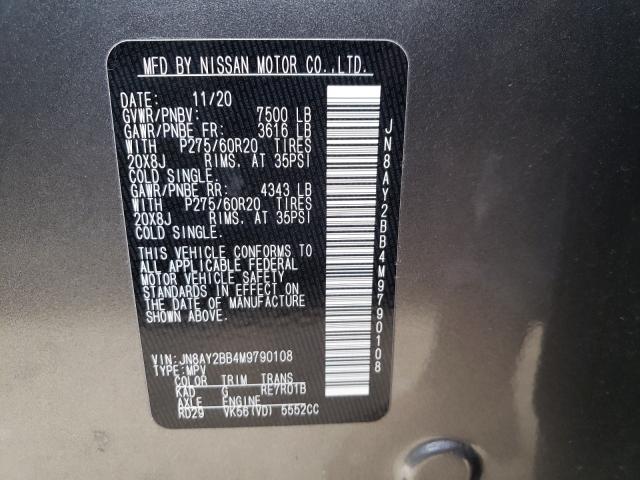 MFD BY NISSAN MOTOR CO.,LTD.
DATE: 11/20
GVWR/PNBV: 7500 LB
GAWR/PNBE FR: 3616 LB
WITH P275/60R20 TIRES
20X8J RIMS, AT 35PSI
COLD SINGLE.
GAWR/PNBE RR: 4343 LB
WITH P275/60R20 TIRES
20X8J RIMS, AT 35PSI
COLD SINGLE.
THIS VEHICLE CONFORMS TO
ALL APPLICABLE FEDERAL
MOTOR VEHICLE SAFETY
STANDARDS IN EFFECT ON
THE DATE OF MANUFACTURE
SHOWN ABOVE.
VIN: JN8AY2BB4M9790108
TYPE: MPV
COLOR TRIM TRANS
KAD G RE7R01B
AXLE ENGINE
RD29 VK56(VD) 5552CC
JN8AY2BB4M9790108